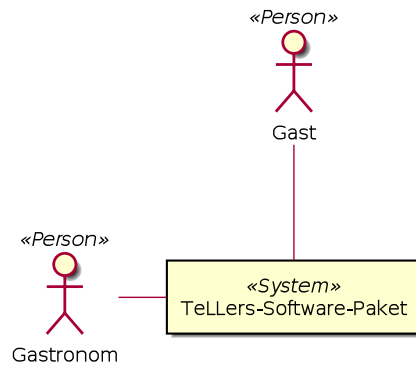 «Person»
Gast
«Person»
Gastronom
«System»
TeLLers-Software-Paket